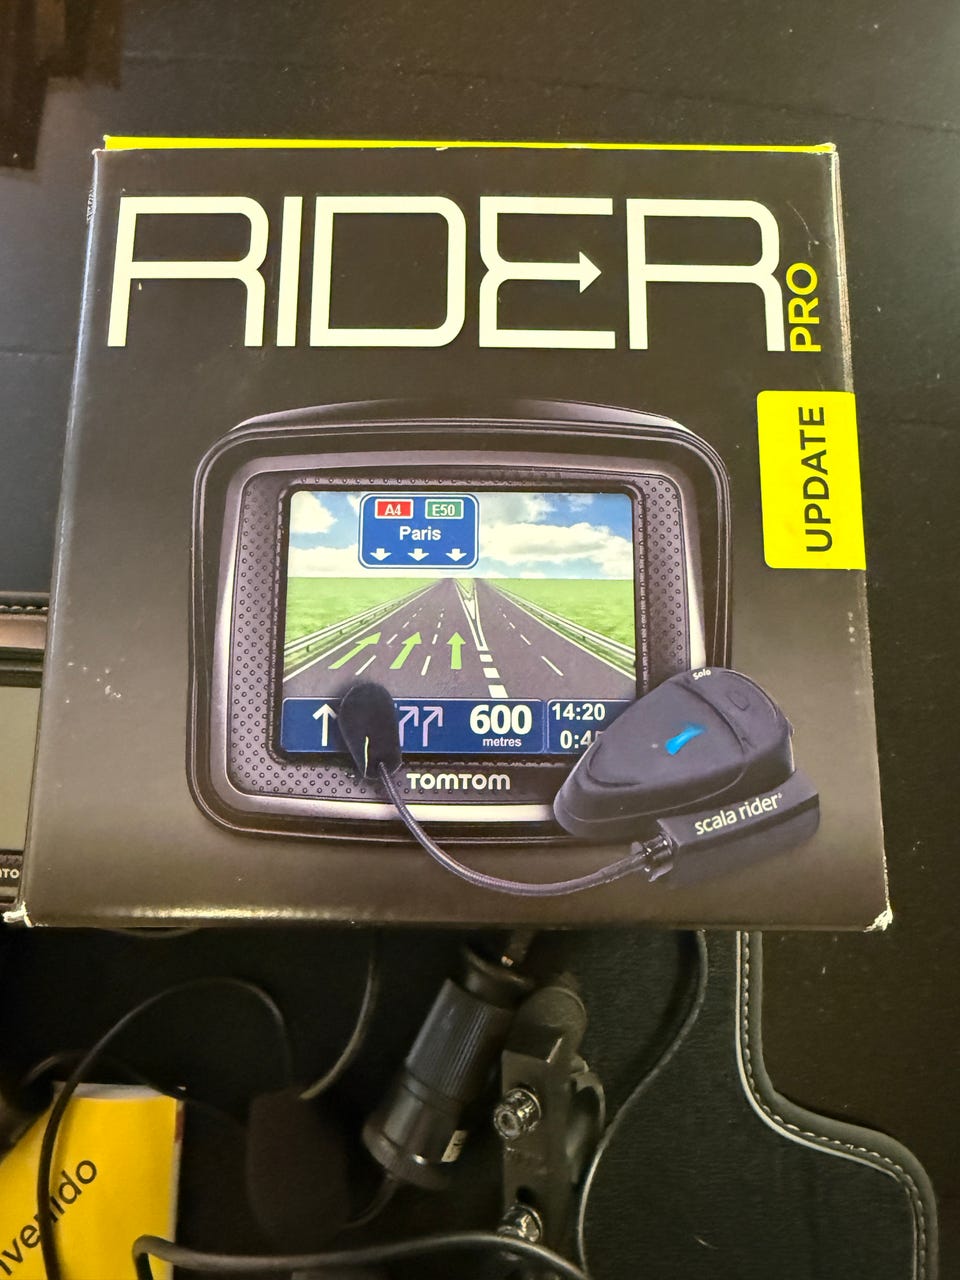 RIDER
PRO
UPDATE
A4 E50
Paris
600
metres
14:20
TOMTOM
Solo
scala rider